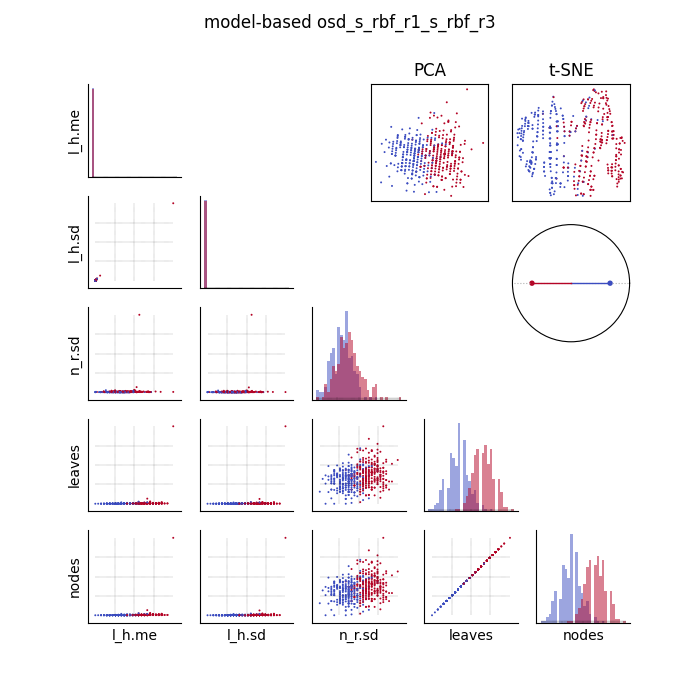 model-based osd_s_rbf_r1_s_rbf_r3
PCA
t-SNE
l_h.me
l_h.sd
n_r.sd
leaves
nodes
l_h.me
l_h.sd
n_r.sd
leaves
nodes